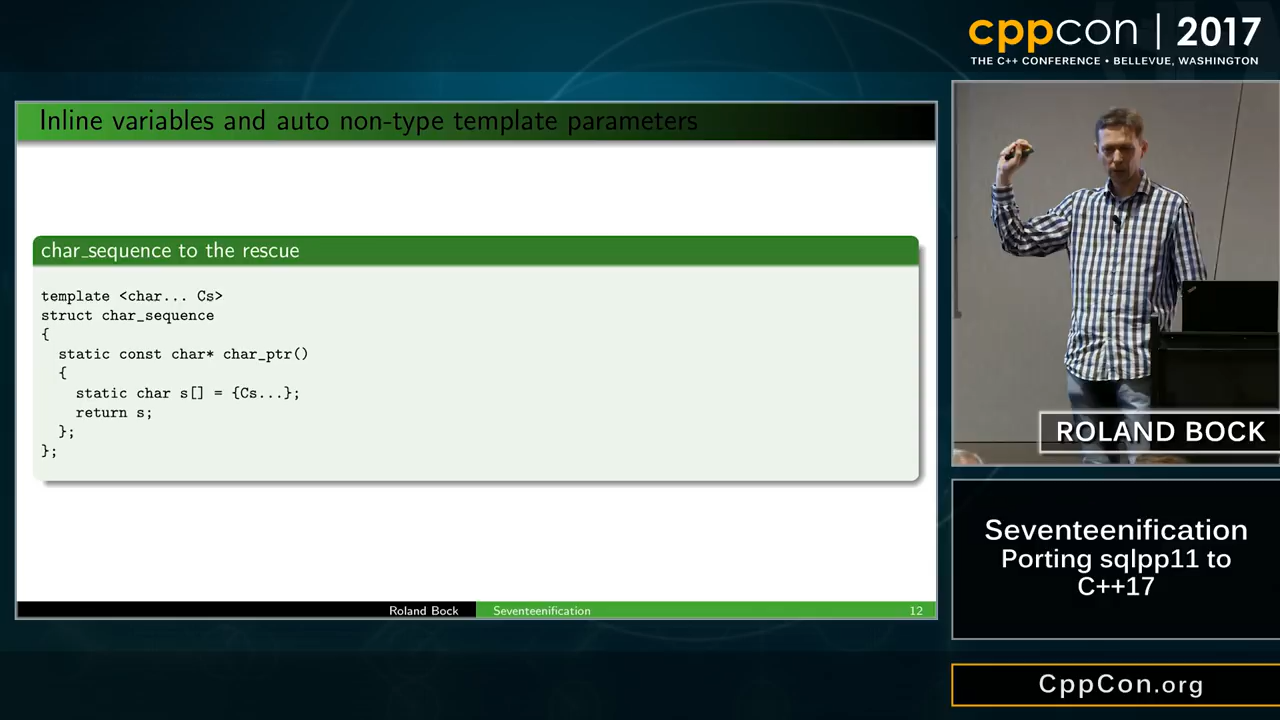 cppcon | 2017
THE C++ CONFERENCE • BELLEVUE, WASHINGTON
Inline variables and auto non-type template parameters
char_sequence to the rescue
template <char... Cs>
struct char_sequence
{
  static const char* char_ptr()
  {
    static char s[] = {Cs...};
    return s;
  };
};
Roland Bock
Seventeenification
12
ROLAND BOCK
Seventeenification
Porting sqlpp11 to
C++17
CppCon.org